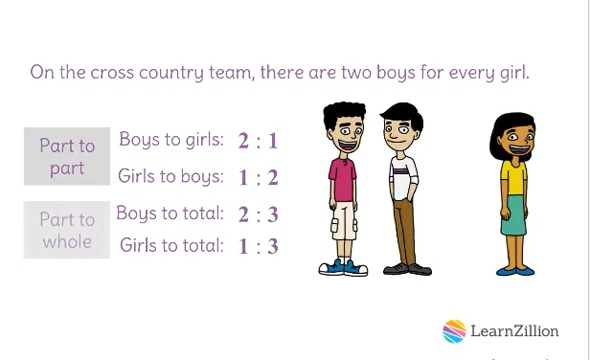 On the cross country team, there are two boys for every girl.
Part to part
Boys to girls: 2 : 1
Girls to boys: 1 : 2
Part to whole
Boys to total: 2 : 3
Girls to total: 1 : 3
LearnZillion